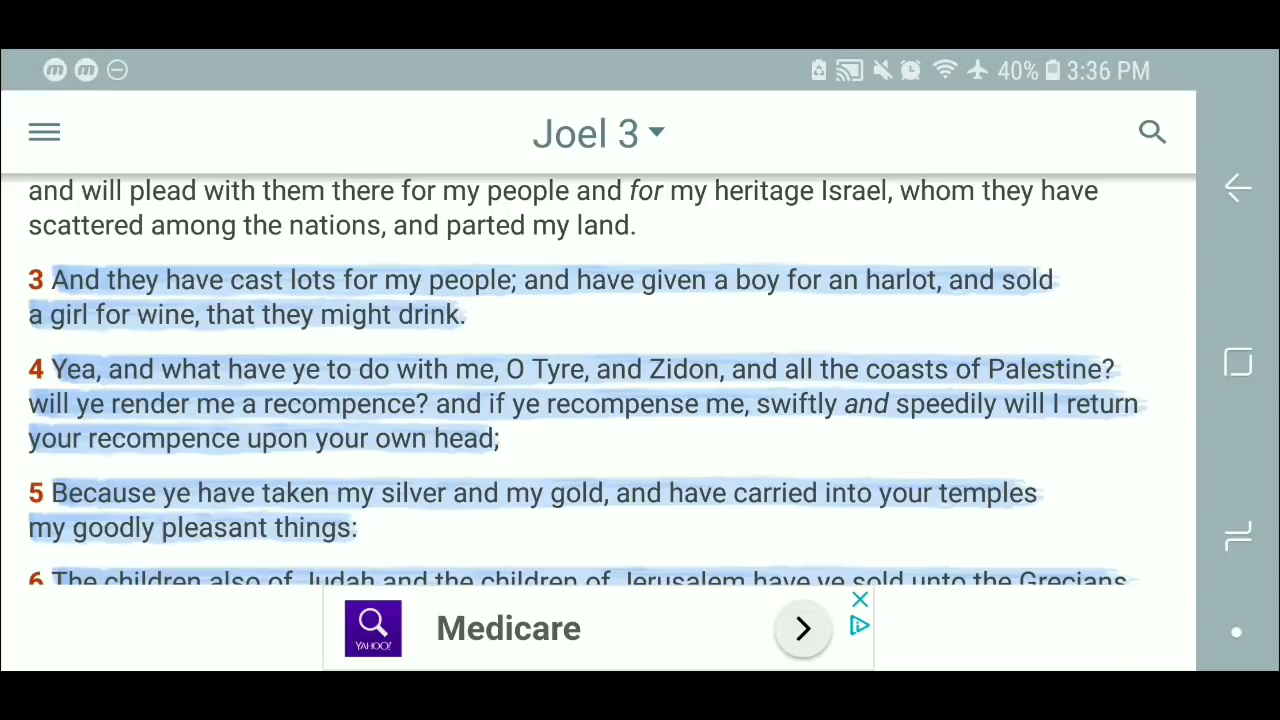 40% 3:36 PM
Joel 3
and will plead with them there for my people and for my heritage Israel, whom they have
scattered among the nations, and parted my land.
3 And they have cast lots for my people; and have given a boy for an harlot, and sold
a girl for wine, that they might drink.
4 Yea, and what have ye to do with me, O Tyre, and Zidon, and all the coasts of Palestine?
will ye render me a recompence? and if ye recompense me, swiftly and speedily will I return
your recompence upon your own head;
5 Because ye have taken my silver and my gold, and have carried into your temples
my goodly pleasant things:
6 The children also of Judah and the children of Jerusalem have ye sold unto the Grecians
YAHOO!
Medicare